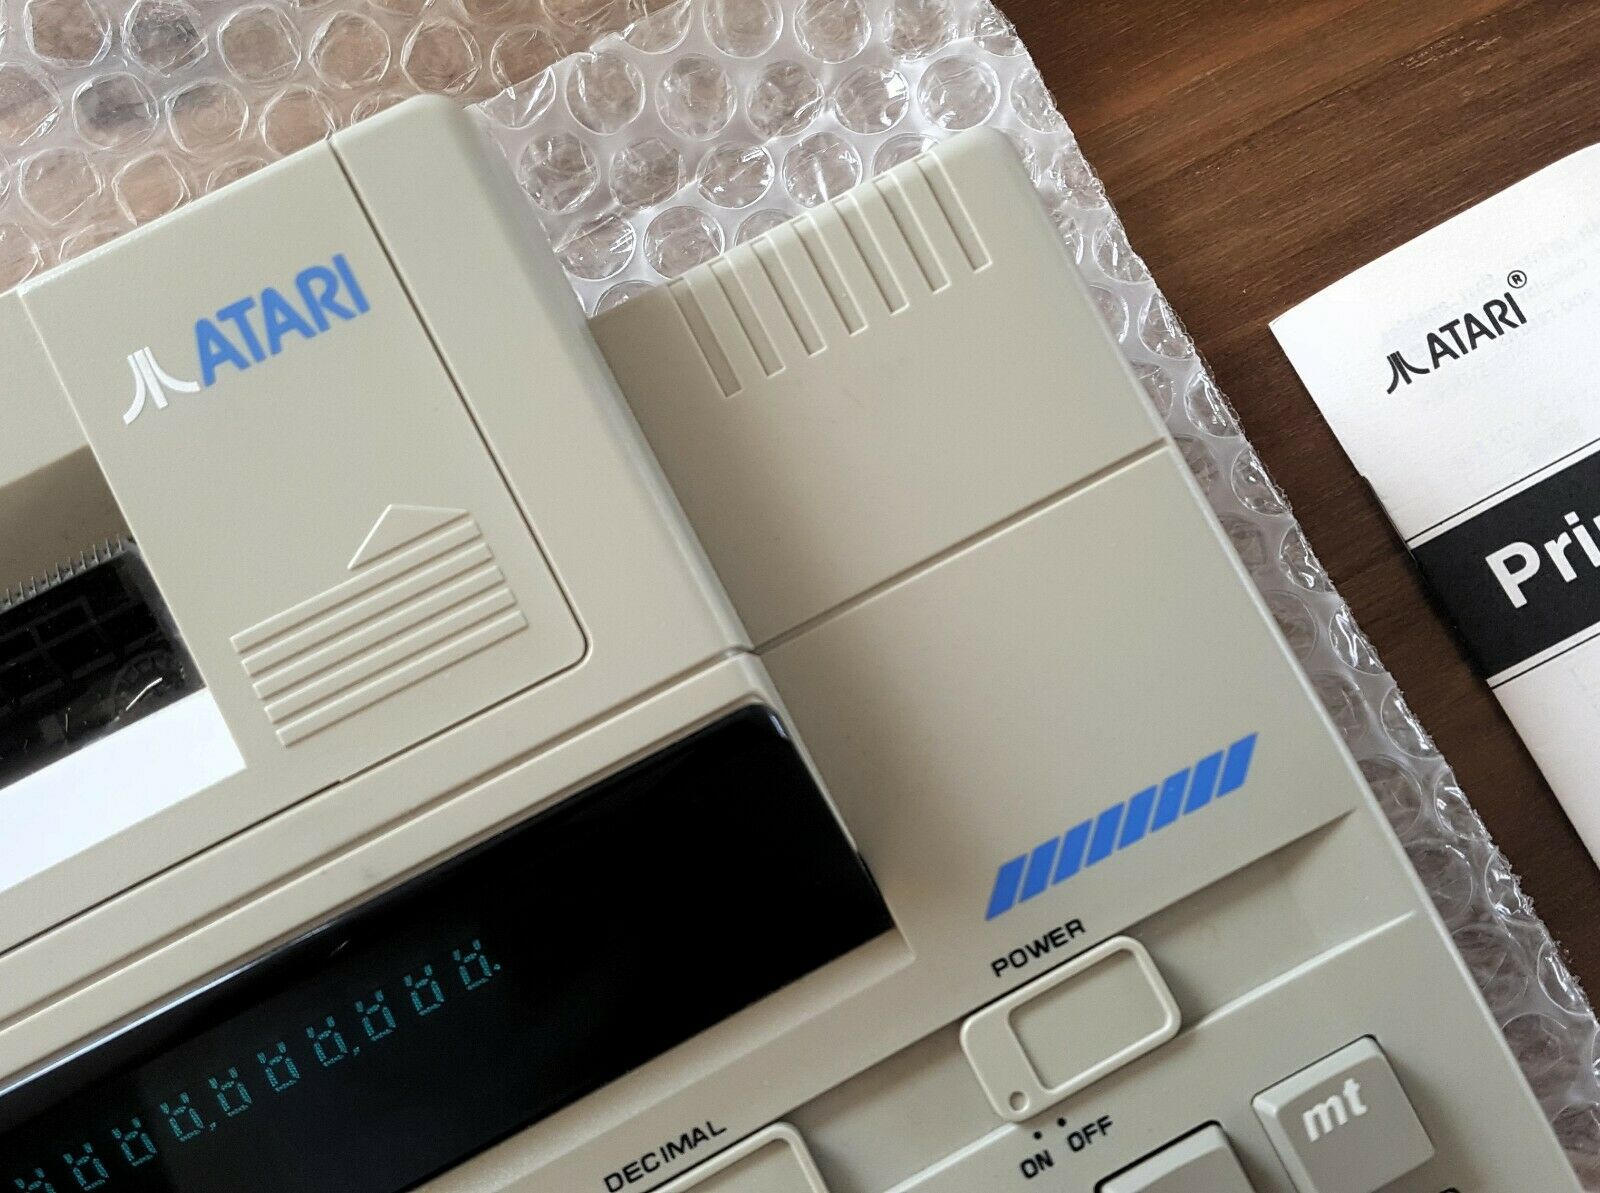 ATARI
ATARI®
Pri
POWER
DECIMAL
ON OFF
mt